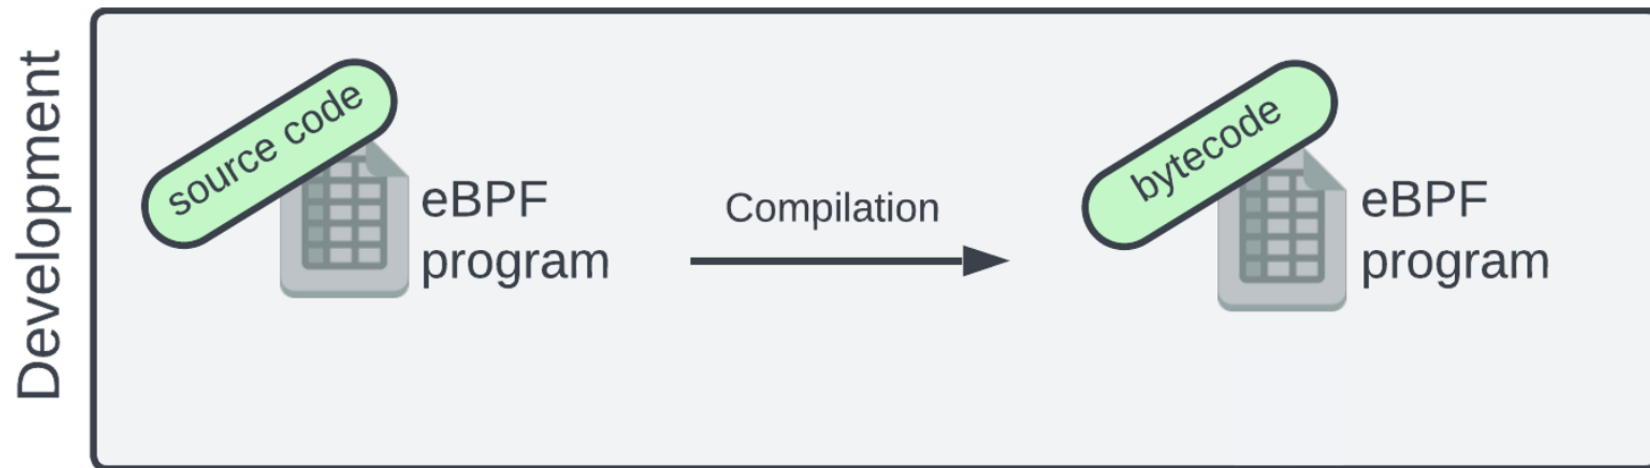 Development
source code
eBPF
program
Compilation
bytecode
eBPF
program